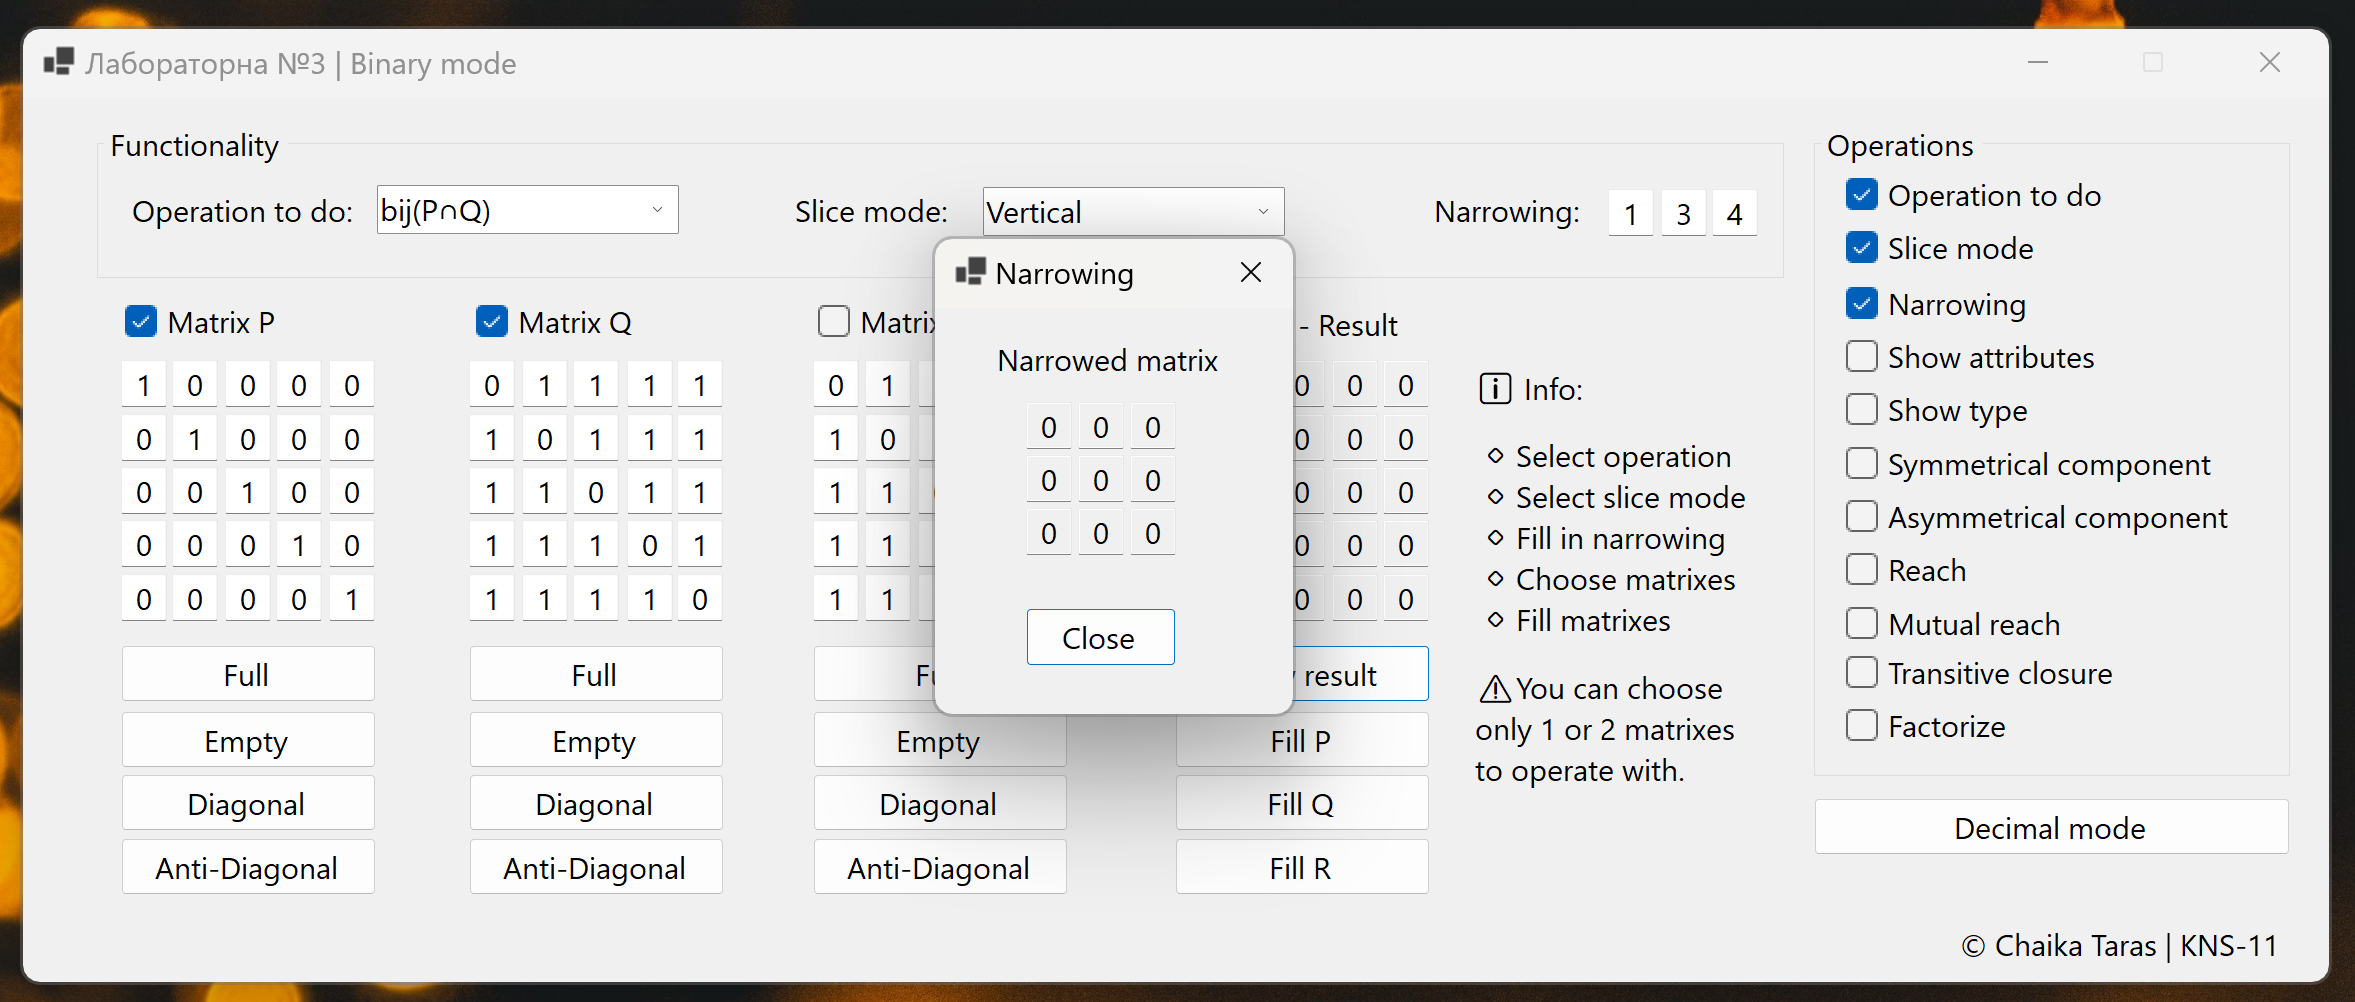 Лабораторна №3 | Binary mode
Functionality
Operation to do: bij(P∩Q)
Slice mode: Vertical
Narrowing: 1 3 4
Matrix P
1 0 0 0 0
0 1 0 0 0
0 0 1 0 0
0 0 0 1 0
0 0 0 0 1
Full
Empty
Diagonal
Anti-Diagonal
Matrix Q
0 1 1 1 1
1 0 1 1 1
1 1 0 1 1
1 1 1 0 1
1 1 1 1 0
Full
Empty
Diagonal
Anti-Diagonal
Matrix
0 1
1 0
1 1
1 1
1 1
Empty
Diagonal
Anti-Diagonal
Narrowing
Narrowed matrix
0 0 0
0 0 0
0 0 0
Close
- Result
0 0 0
0 0 0
0 0 0
0 0 0
0 0 0
result
Fill P
Fill Q
Fill R
Info:
Select operation
Select slice mode
Fill in narrowing
Choose matrixes
Fill matrixes
⚠You can choose
only 1 or 2 matrixes
to operate with.
Operations
Operation to do
Slice mode
Narrowing
Show attributes
Show type
Symmetrical component
Asymmetrical component
Reach
Mutual reach
Transitive closure
Factorize
Decimal mode
© Chaika Taras | KNS-11